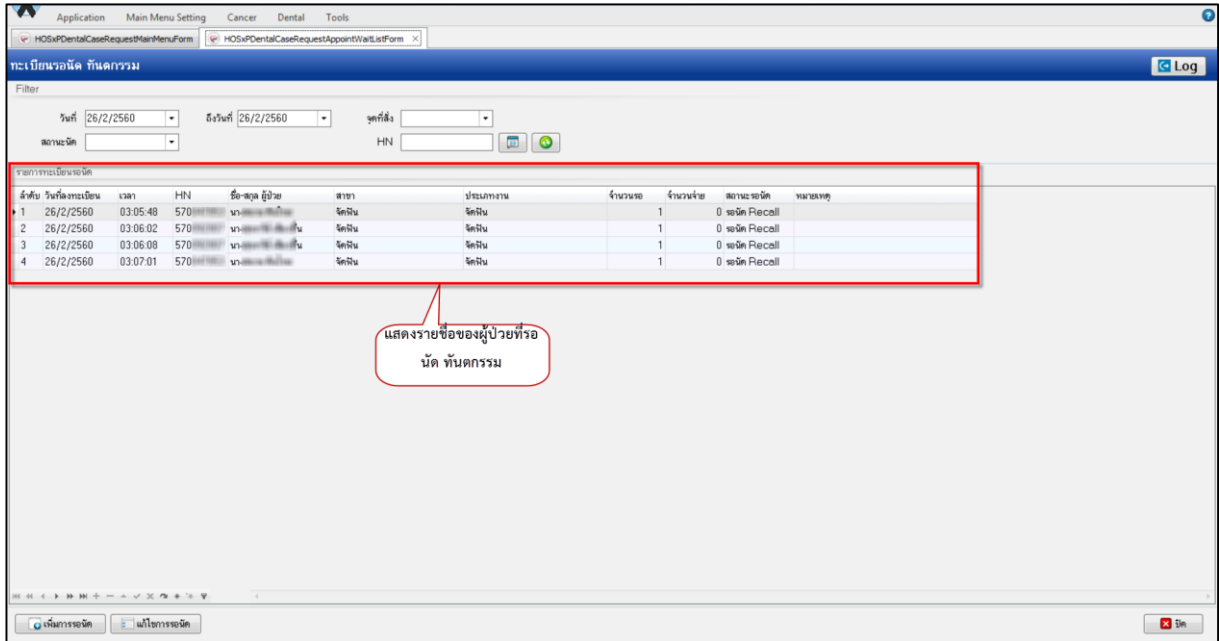 Application Main Menu Setting Cancer Dental Tools
HOSxPDentalCaseRequestMainMenuForm HOSxPDentalCaseRequestAppointWaitListForm
ทะเบียนรอนัด ทันตกรรม Log
Filter
วันที่ 26/2/2560 ถึงวันที่ 26/2/2560 จุดที่สั่ง
สถานะนัด HN
รายการทะเบียนรอนัด
ลำดับ วันที่ลงทะเบียน เวลา HN ชื่อ-สกุล ผู้ป่วย สาขา ประเภทงาน จำนวนรอ จำนวนจ่าย สถานะรอนัด หมายเหตุ
1 26/2/2560 03:05:48 570 จัดฟัน จัดฟัน 1 0 รอนัด Recall
2 26/2/2560 03:06:02 570 จัดฟัน จัดฟัน 1 0 รอนัด Recall
3 26/2/2560 03:06:08 570 จัดฟัน จัดฟัน 1 0 รอนัด Recall
4 26/2/2560 03:07:01 570 จัดฟัน จัดฟัน 1 0 รอนัด Recall
แสดงรายชื่อของผู้ป่วยที่รอ
นัด ทันตกรรม
เพิ่มการรอนัด แก้ไขการรอนัด ปิด